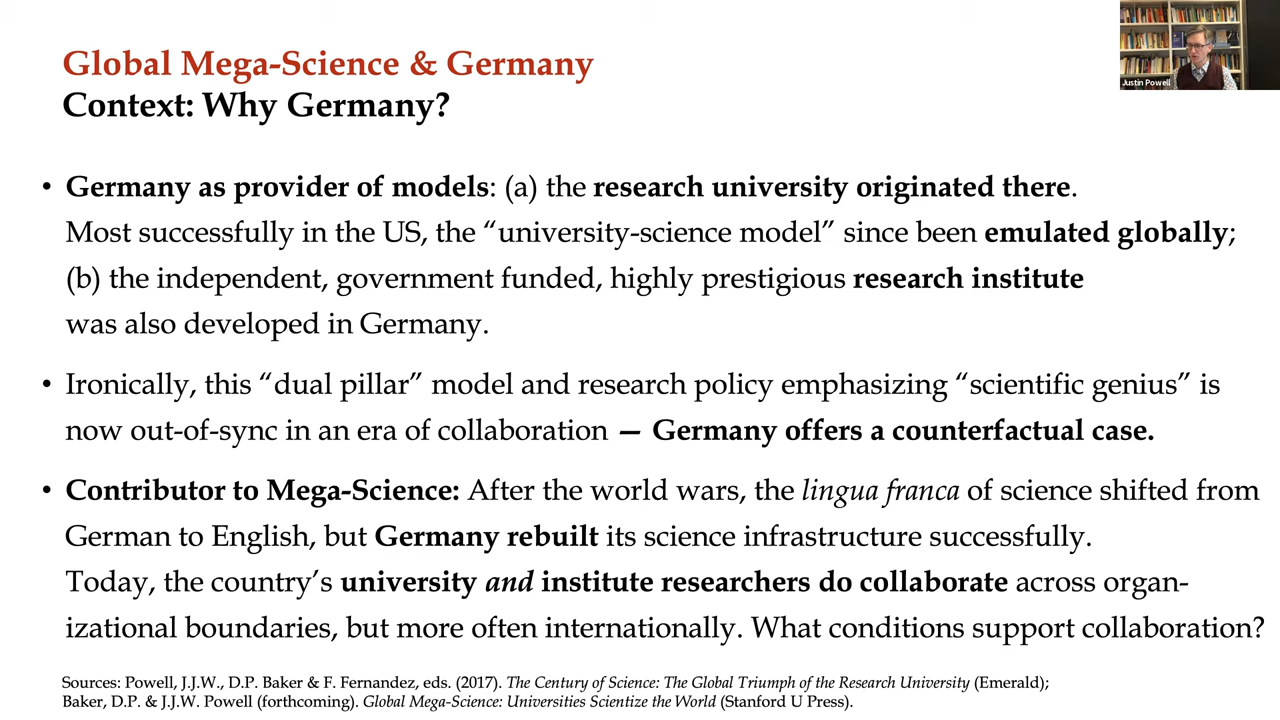 Global Mega-Science & Germany
Context: Why Germany?
Justin Powell
• Germany as provider of models: (a) the research university originated there.
Most successfully in the US, the “university-science model” since been emulated globally;
(b) the independent, government funded, highly prestigious research institute
was also developed in Germany.
• Ironically, this “dual pillar” model and research policy emphasizing “scientific genius” is
now out-of-sync in an era of collaboration — Germany offers a counterfactual case.
• Contributor to Mega-Science: After the world wars, the lingua franca of science shifted from
German to English, but Germany rebuilt its science infrastructure successfully.
Today, the country’s university and institute researchers do collaborate across organ-
izational boundaries, but more often internationally. What conditions support collaboration?
Sources: Powell, J.J.W., D.P. Baker & F. Fernandez, eds. (2017). The Century of Science: The Global Triumph of the Research University (Emerald);
Baker, D.P. & J.J.W. Powell (forthcoming). Global Mega-Science: Universities Scientize the World (Stanford U Press).